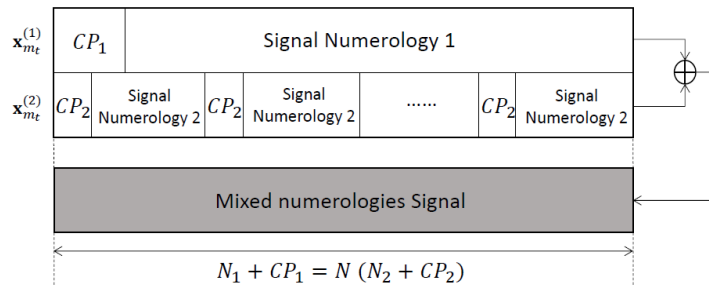 𝐱_{m_t}^{(1)} CP_1 Signal Numerology 1
𝐱_{m_t}^{(2)} CP_2 Signal Numerology 2 CP_2 Signal Numerology 2 ...... CP_2 Signal Numerology 2
Mixed numerologies Signal
N_1 + CP_1 = N (N_2 + CP_2)